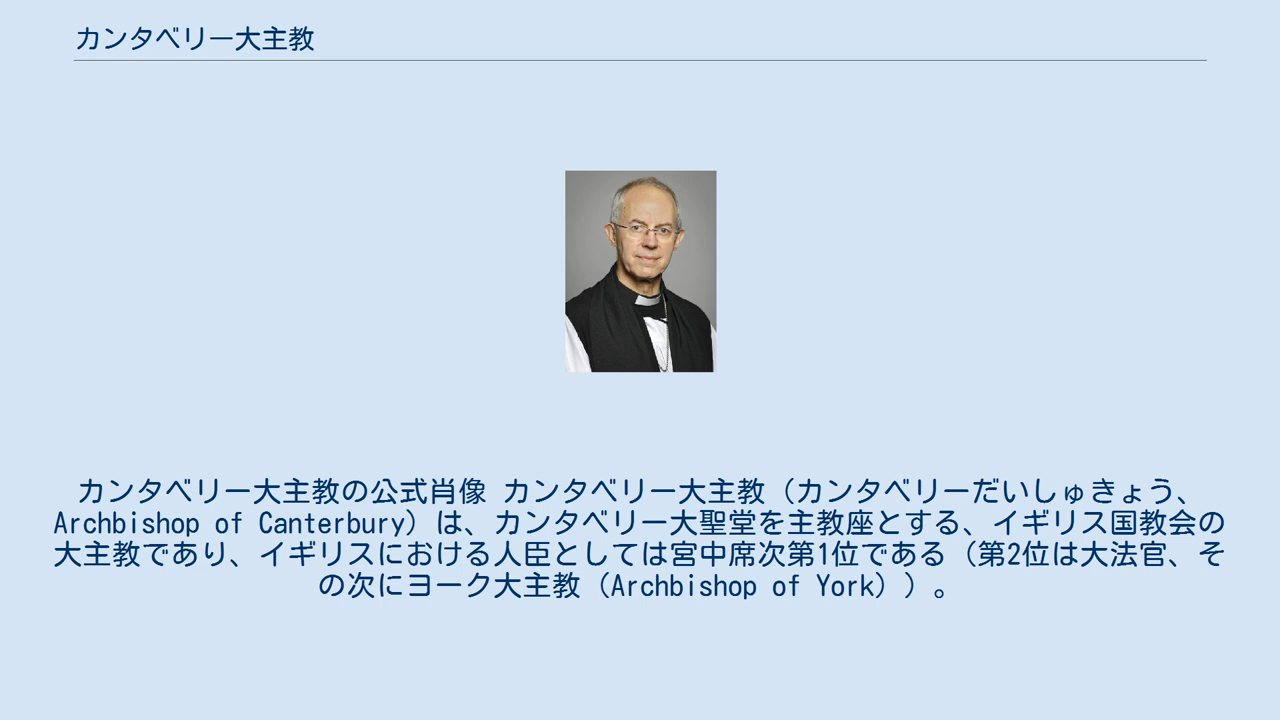 カンタベリー大主教
カンタベリー大主教の公式肖像 カンタベリー大主教（カンタベリーだいしゅきょう、
Archbishop of Canterbury）は、カンタベリー大聖堂を主教座とする、イギリス国教会の
大主教であり、イギリスにおける人臣としては宮中席次第1位である（第2位は大法官、そ
の次にヨーク大主教（Archbishop of York））。